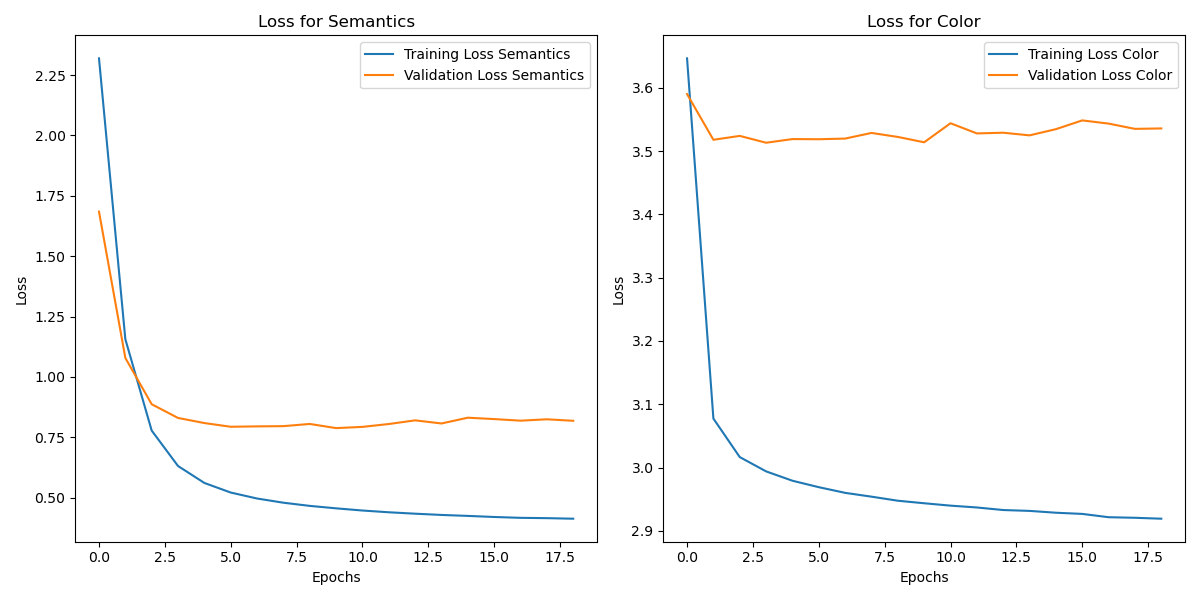 Loss for Semantics
Training Loss Semantics
Validation Loss Semantics
2.25
2.00
1.75
1.50
1.25
1.00
0.75
0.50
Loss
0.0 2.5 5.0 7.5 10.0 12.5 15.0 17.5
Epochs
Loss for Color
Training Loss Color
Validation Loss Color
3.6
3.5
3.4
3.3
3.2
3.1
3.0
2.9
Loss
0.0 2.5 5.0 7.5 10.0 12.5 15.0 17.5
Epochs